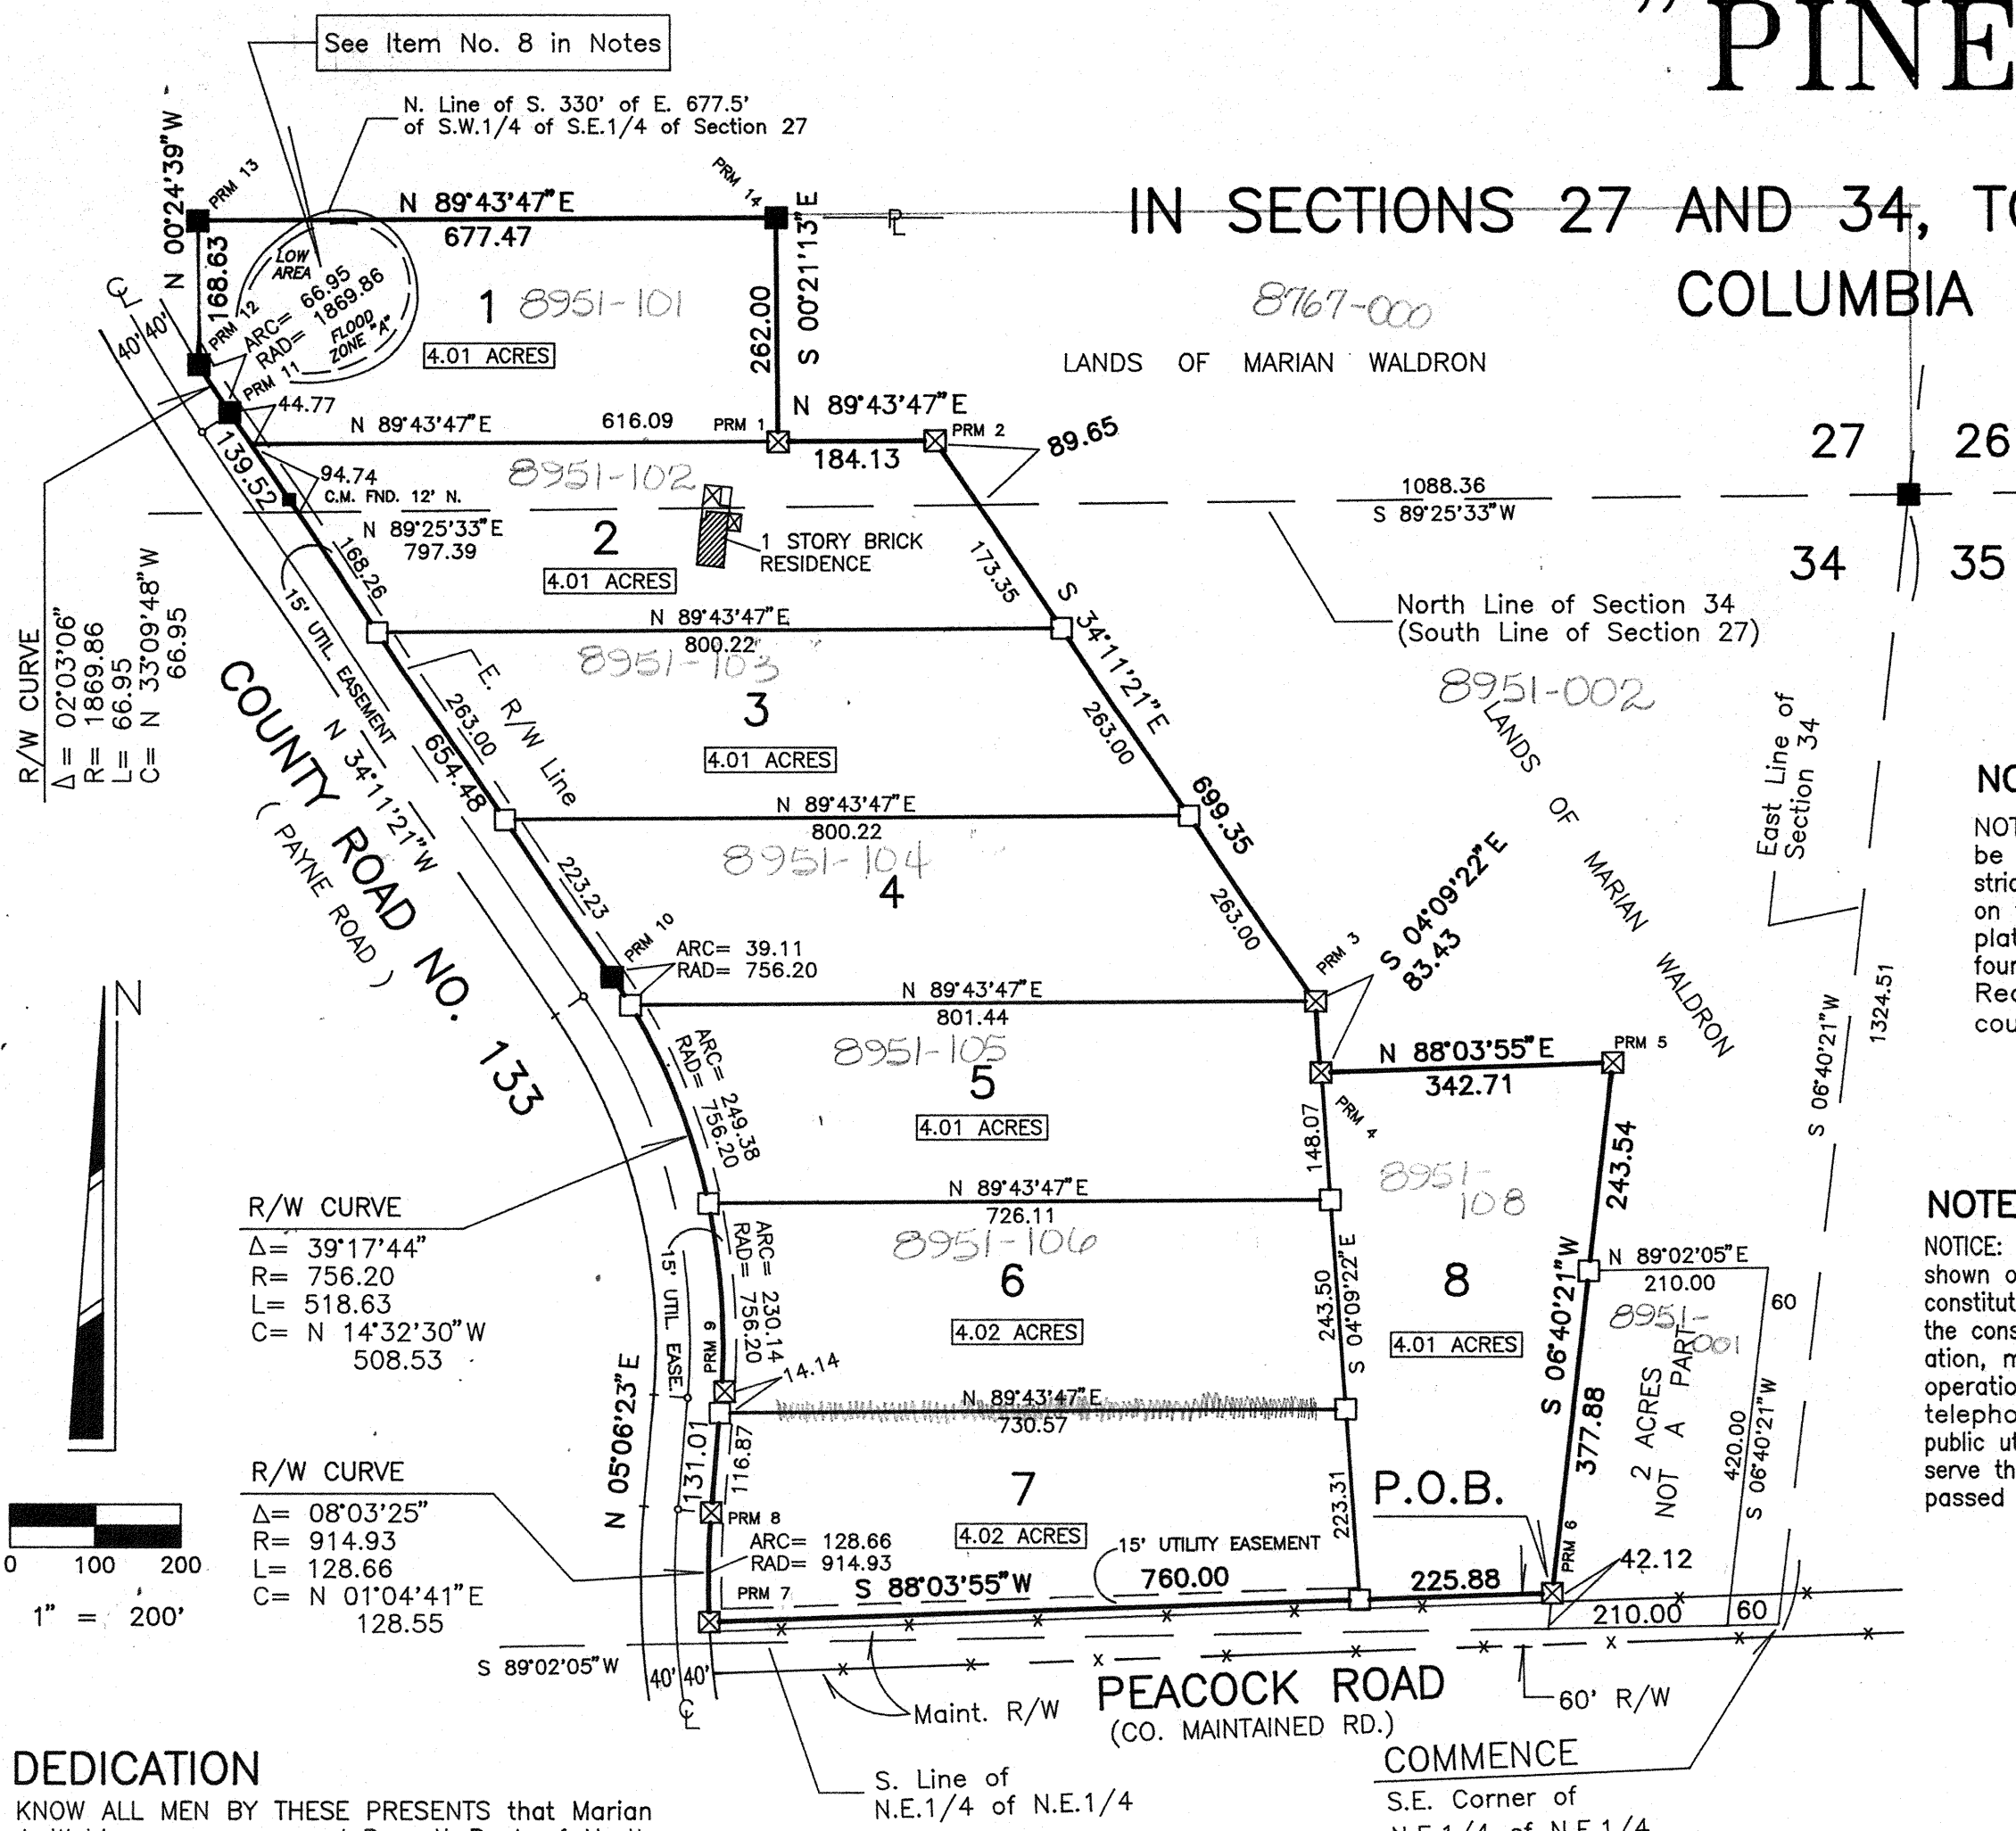 "PINE
See Item No. 8 in Notes
N. Line of S. 330' of E. 677.5'
of S.W.1/4 of S.E.1/4 of Section 27
IN SECTIONS 27 AND 34,
COLUMBIA
N 00°24'39"W
168.63
PRM 13
N 89°43'47"E
677.47
PRM 14
S 00°21'13"E
262.00
LOW
AREA
ARC= 66.95
RAD= 1869.86
FLOOD
ZONE "A"
PRM 12
PRM 11
1
8951-101
4.01 ACRES
8767-000
LANDS OF MARIAN WALDRON
40' 40'
44.77
N 89°43'47"E
616.09
PRM 1
N 89°43'47"E
184.13
PRM 2
89.65
27
26
34
35
139.52
94.74
C.M. FND. 12' N.
N 89°25'33"E
797.39
8951-102
2
4.01 ACRES
1 STORY BRICK
RESIDENCE
1088.36
S 89°25'33"W
North Line of Section 34
(South Line of Section 27)
168.26
173.35
S 34°11'21"E
N 89°43'47"E
800.22
R/W CURVE
Δ= 02°03'06"
R= 1869.86
L= 66.95
C= N 33°09'48"W
66.95
15' UTIL. EASEMENT
N 34°11'21"W
COUNTY ROAD NO. 133
( PAYNE ROAD )
E. R/W Line
263.00
654.48
8951-103
3
4.01 ACRES
263.00
699.35
8951-002
LANDS OF MARIAN WALDRON
East Line of
Section 34
S 06°40'21"W
1324.51
N 89°43'47"E
800.22
8951-104
4
223.23
263.00
PRM 10
ARC= 39.11
RAD= 756.20
PRM 3
S 04°09'22"E
83.43
N 89°43'47"E
801.44
8951-105
5
4.01 ACRES
ARC= 249.38
RAD= 756.20
N 88°03'55"E
342.71
PRM 5
PRM 4
148.07
243.54
N
R/W CURVE
Δ= 39°17'44"
R= 756.20
L= 518.63
C= N 14°32'30"W
508.53
N 89°43'47"E
726.11
8951-106
6
4.02 ACRES
ARC= 230.14
RAD= 756.20
15' UTIL. EASE.
PRM 9
14.14
243.50
S 04°09'22"E
8951-
108
8
4.01 ACRES
S 06°40'21"W
377.88
N 89°02'05"E
210.00
60
8951-
001
2 ACRES
NOT A PART
420.00
S 06°40'21"W
N 89°43'47"E
730.57
N 05°06'23"E
131.01
116.87
PRM 8
7
4.02 ACRES
223.31
P.O.B.
PRM 6
42.12
R/W CURVE
Δ= 08°03'25"
R= 914.93
L= 128.66
C= N 01°04'41"E
128.55
ARC= 128.66
RAD= 914.93
15' UTILITY EASEMENT
PRM 7
S 88°03'55"W
760.00
225.88
210.00
60
0 100 200
1" = 200'
S 89°02'05"W
40' 40'
Maint. R/W
PEACOCK ROAD
(CO. MAINTAINED RD.)
60' R/W
S. Line of
N.E.1/4 of N.E.1/4
COMMENCE
S.E. Corner of
N.E.1/4 of N.E.1/4
be
on
plat
four
cou
NOTE
NOTICE:
shown o
constitut
the cons
ation, m
operatio
telepho
public ut
serve th
passed
DEDICATION
KNOW ALL MEN BY THESE PRESENTS that Marian